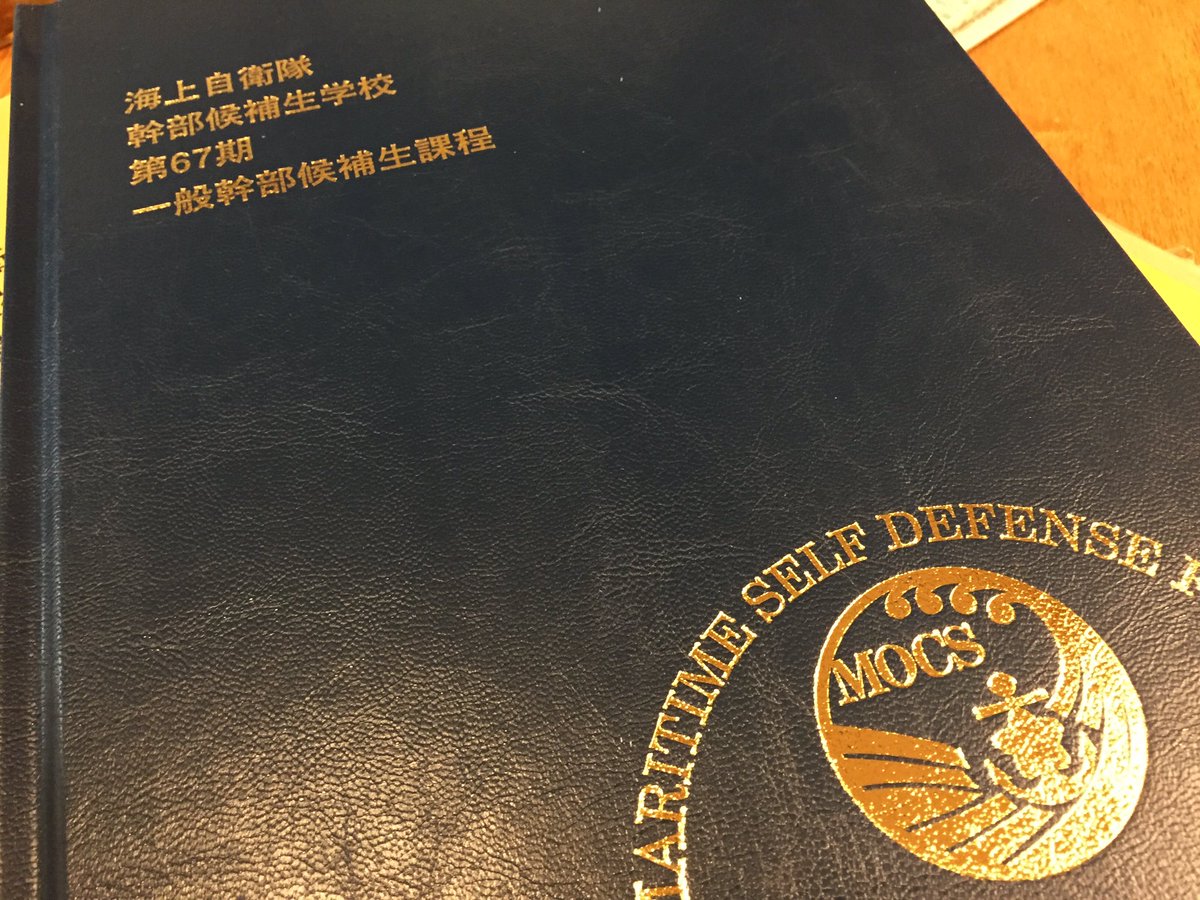 海上自衛隊
幹部候補生学校
第67期
一般幹部候補生課程
MARITIME SELF DEFENSE
MOCS